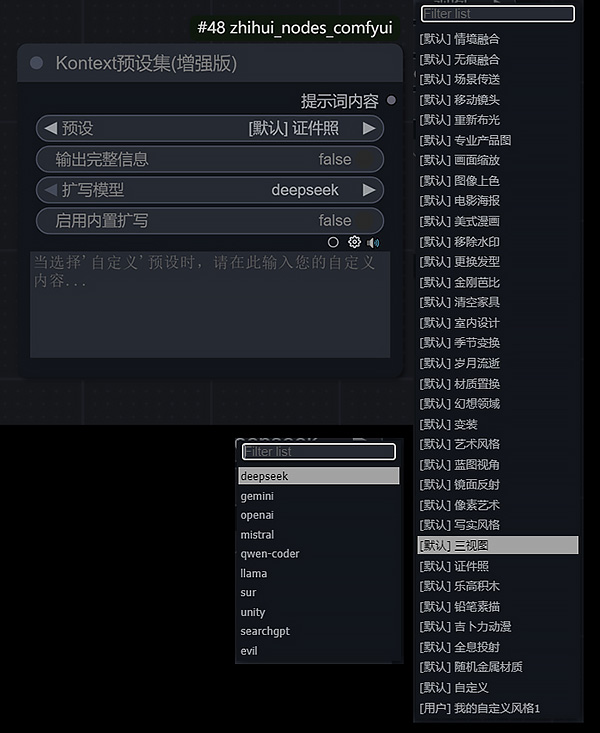 #48 zhihui_nodes_comfyui
Kontext预设集(增强版)
提示词内容
预设 [默认] 证件照
输出完整信息 false
扩写模型 deepseek
启用内置扩写 false
当选择'自定义'预设时，请在此输入您的自定义
内容...
Filter list
deepseek
gemini
openai
mistral
qwen-coder
llama
sur
unity
searchgpt
evil
Filter list
[默认] 情境融合
[默认] 无痕融合
[默认] 场景传送
[默认] 移动镜头
[默认] 重新布光
[默认] 专业产品图
[默认] 画面缩放
[默认] 图像上色
[默认] 电影海报
[默认] 美式漫画
[默认] 移除水印
[默认] 更换发型
[默认] 金刚芭比
[默认] 清空家具
[默认] 室内设计
[默认] 季节变换
[默认] 岁月流逝
[默认] 材质置换
[默认] 幻想领域
[默认] 变装
[默认] 艺术风格
[默认] 蓝图视角
[默认] 镜面反射
[默认] 像素艺术
[默认] 写实风格
[默认] 三视图
[默认] 证件照
[默认] 乐高积木
[默认] 铅笔素描
[默认] 吉卜力动漫
[默认] 全息投射
[默认] 随机金属材质
[默认] 自定义
[用户] 我的自定义风格1